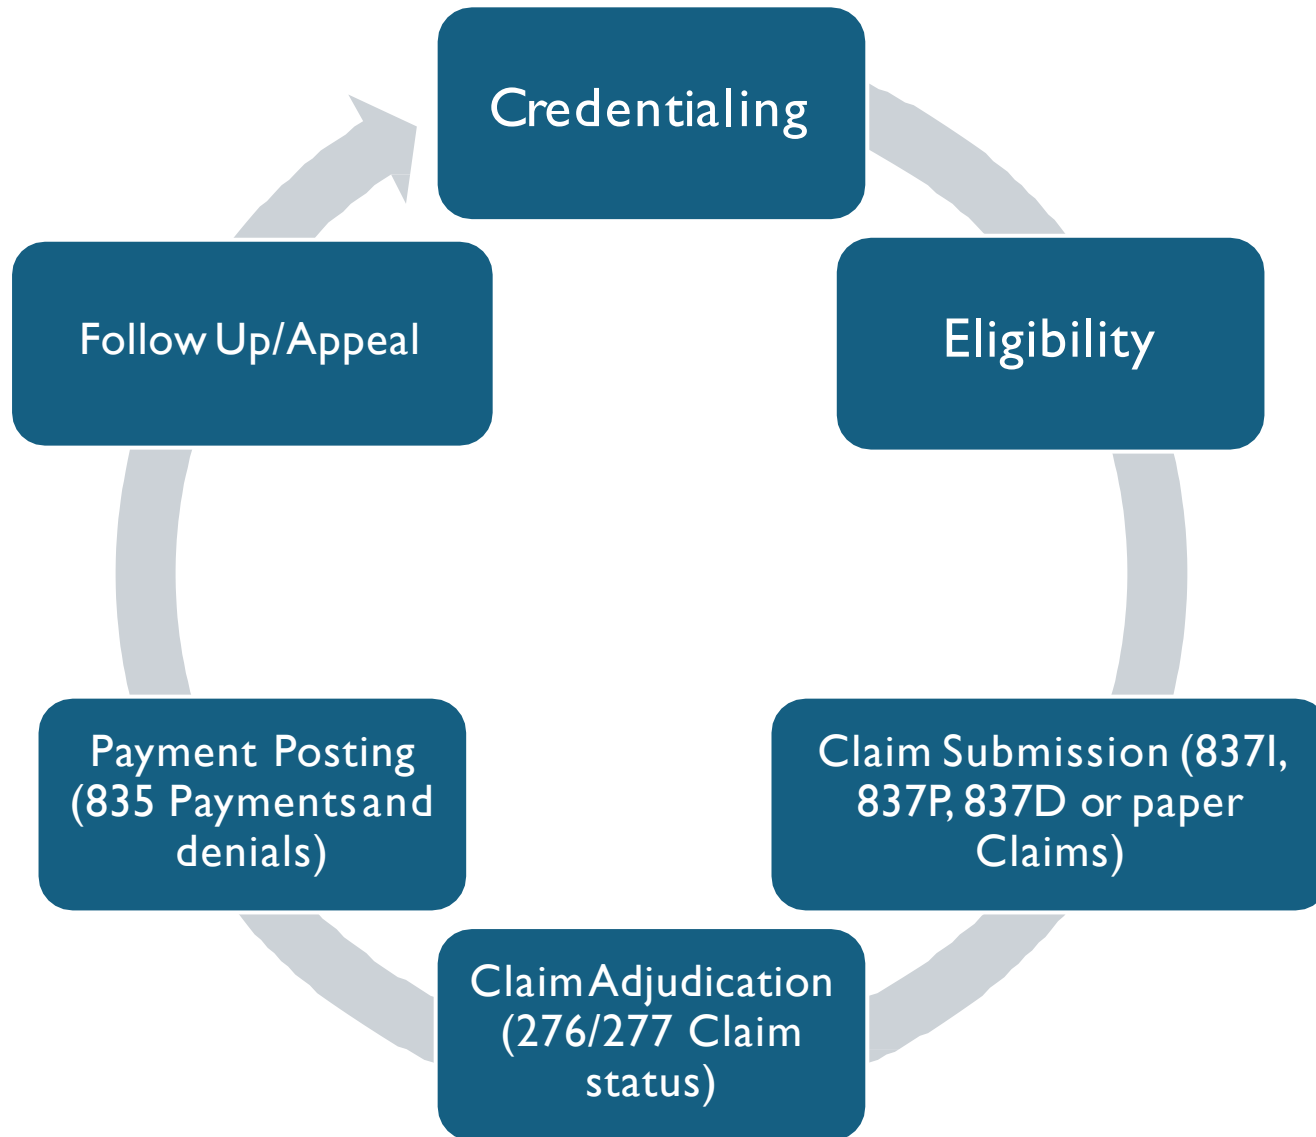 Credentialing
Eligibility
Claim Submission (837I,
837P, 837D or paper
Claims)
Claim Adjudication
(276/277 Claim
status)
Payment Posting
(835 Payments and
denials)
Follow Up/Appeal